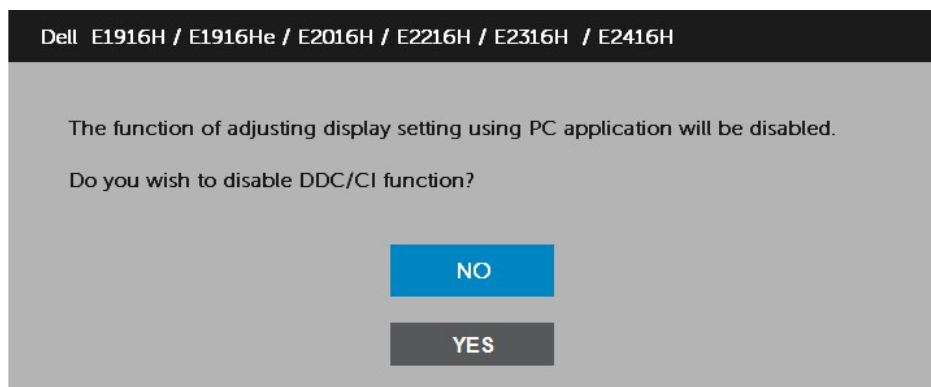 Dell E1916H / E1916He / E2016H / E2216H / E2316H / E2416H
The function of adjusting display setting using PC application will be disabled.
Do you wish to disable DDC/CI function?
NO
YES